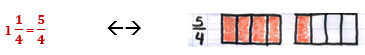 1 1/4 = 5/4 ↔ 5/4